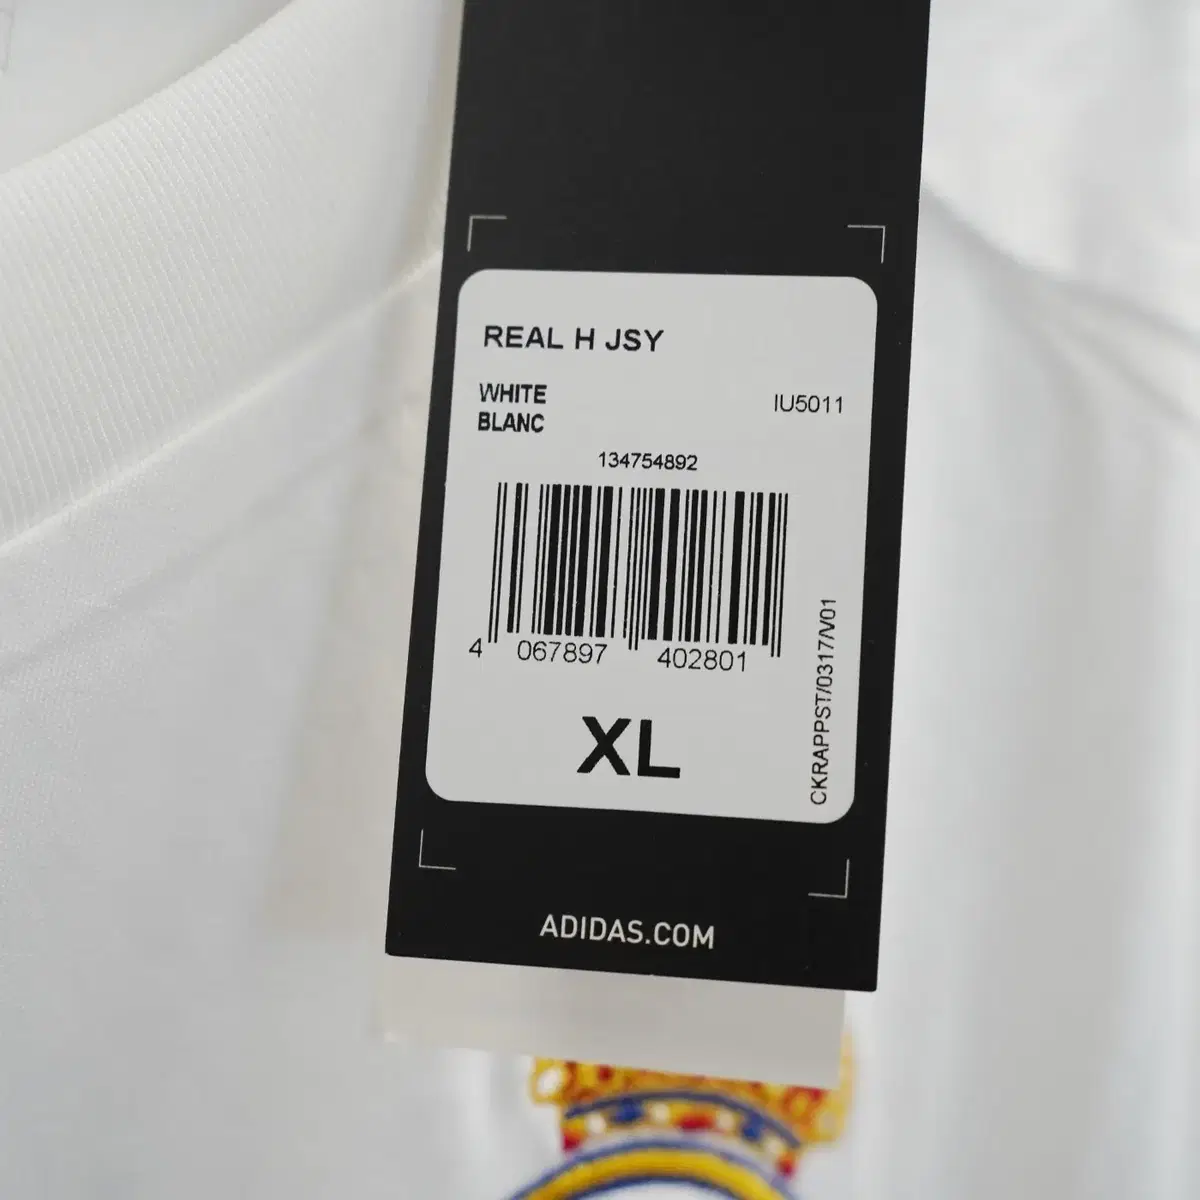 REAL H JSY
WHITE
BLANC
IU5011
134754892
4 067897 402801
XL
CKRAPPST/0317/V01
ADIDAS.COM